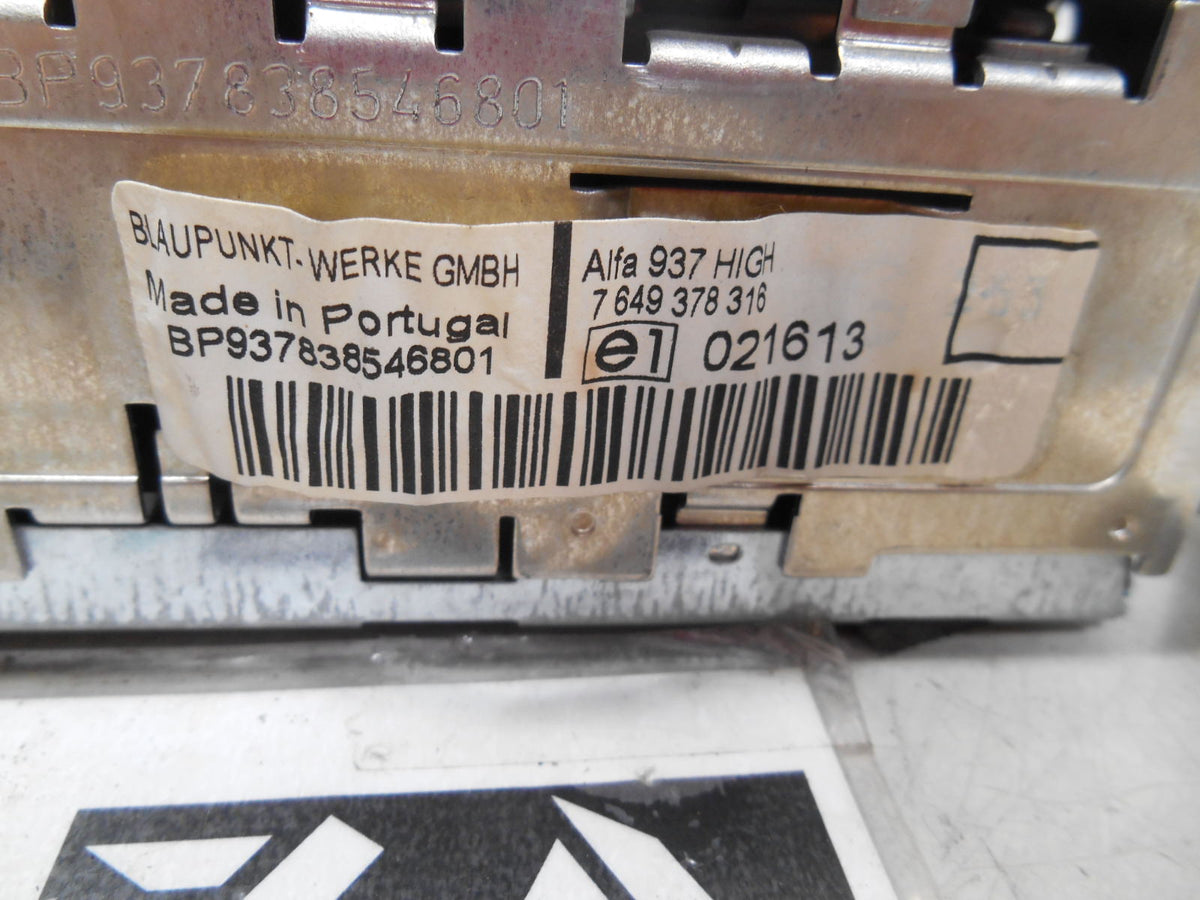 BP937838546801
BLAUPUNKT-WERKE GMBH
Made in Portugal
BP937838546801
Alfa 937 HIGH
7 649 378 316
e1 021613